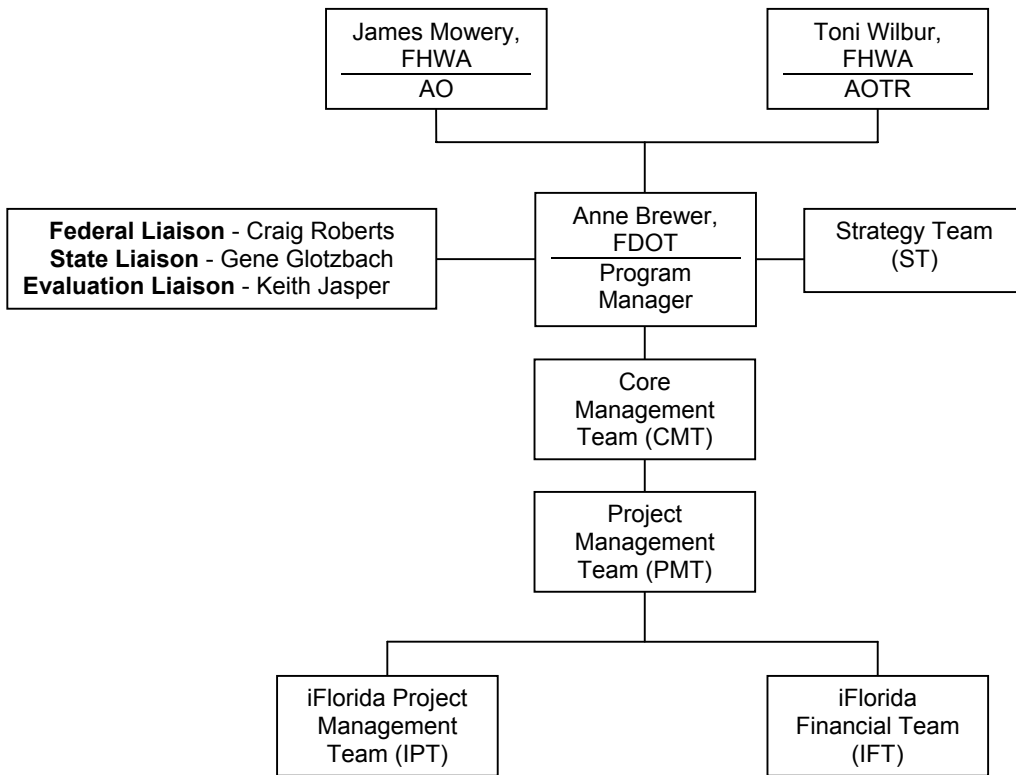 James Mowery,
FHWA
AO
Toni Wilbur,
FHWA
AOTR
Federal Liaison - Craig Roberts
State Liaison - Gene Glotzbach
Evaluation Liaison - Keith Jasper
Anne Brewer,
FDOT
Program
Manager
Strategy Team
(ST)
Core
Management
Team (CMT)
Project
Management
Team (PMT)
iFlorida Project
Management
Team (IPT)
iFlorida
Financial Team
(IFT)